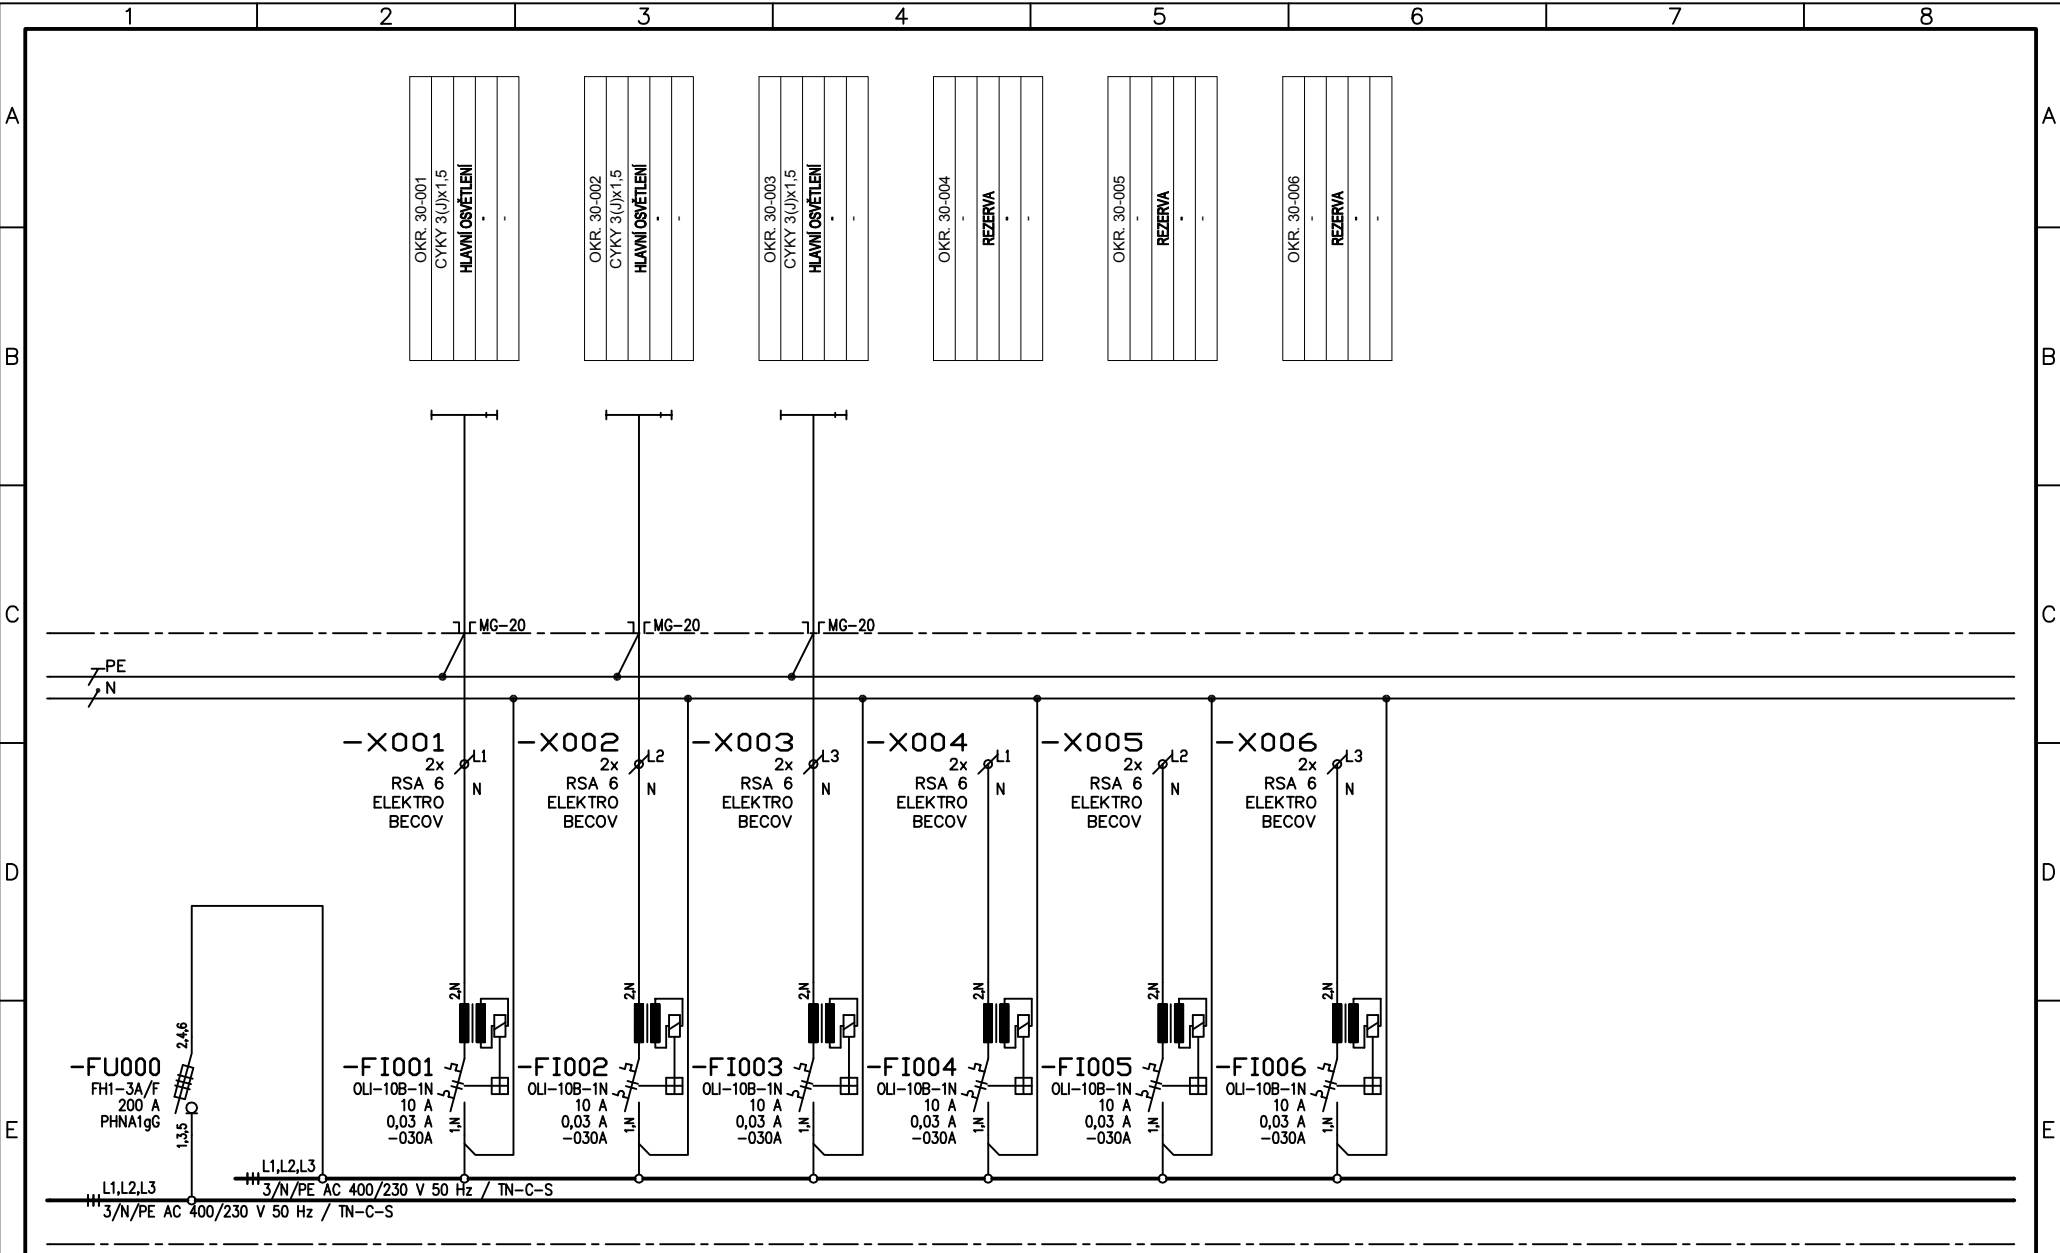 1 2 3 4 5 6 7 8
A A
OKR. 30-001
CYKY 3(J)x1,5
HLAVNÍ OSVĚTLENÍ
-
-
OKR. 30-002
CYKY 3(J)x1,5
HLAVNÍ OSVĚTLENÍ
-
-
OKR. 30-003
CYKY 3(J)x1,5
HLAVNÍ OSVĚTLENÍ
-
-
OKR. 30-004
-
REZERVA
-
-
OKR. 30-005
-
REZERVA
-
-
OKR. 30-006
-
REZERVA
-
-
B B
C C
MG-20 MG-20 MG-20
PE
N
-X001
2x
RSA 6
ELEKTRO
BECOV
L1
N
-X002
2x
RSA 6
ELEKTRO
BECOV
L2
N
-X003
2x
RSA 6
ELEKTRO
BECOV
L3
N
-X004
2x
RSA 6
ELEKTRO
BECOV
L1
N
-X005
2x
RSA 6
ELEKTRO
BECOV
L2
N
-X006
2x
RSA 6
ELEKTRO
BECOV
L3
N
D D
2,4,6
-FU000
FH1-3A/F
200 A
PHNA1gG
1,3,5
2,N
-FI001
OLI-10B-1N
10 A
0,03 A
-030A
1,N
2,N
-FI002
OLI-10B-1N
10 A
0,03 A
-030A
1,N
2,N
-FI003
OLI-10B-1N
10 A
0,03 A
-030A
1,N
2,N
-FI004
OLI-10B-1N
10 A
0,03 A
-030A
1,N
2,N
-FI005
OLI-10B-1N
10 A
0,03 A
-030A
1,N
2,N
-FI006
OLI-10B-1N
10 A
0,03 A
-030A
1,N
E E
L1,L2,L3
3/N/PE AC 400/230 V 50 Hz / TN-C-S
L1,L2,L3
3/N/PE AC 400/230 V 50 Hz / TN-C-S